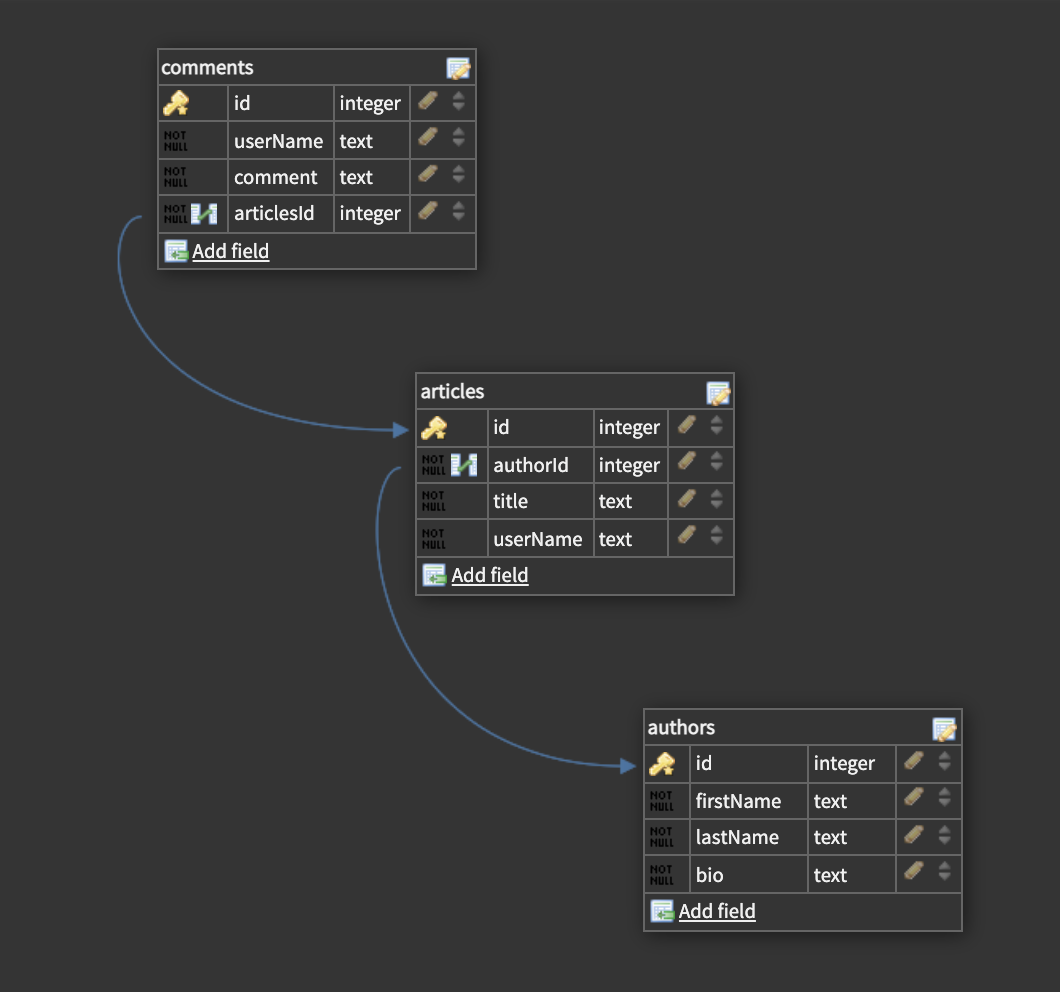 comments
id integer
NOT NULL userName text
NOT NULL comment text
NOT NULL articlesId integer
Add field
articles
id integer
NOT NULL authorId integer
NOT NULL title text
NOT NULL userName text
Add field
authors
id integer
NOT NULL firstName text
NOT NULL lastName text
NOT NULL bio text
Add field